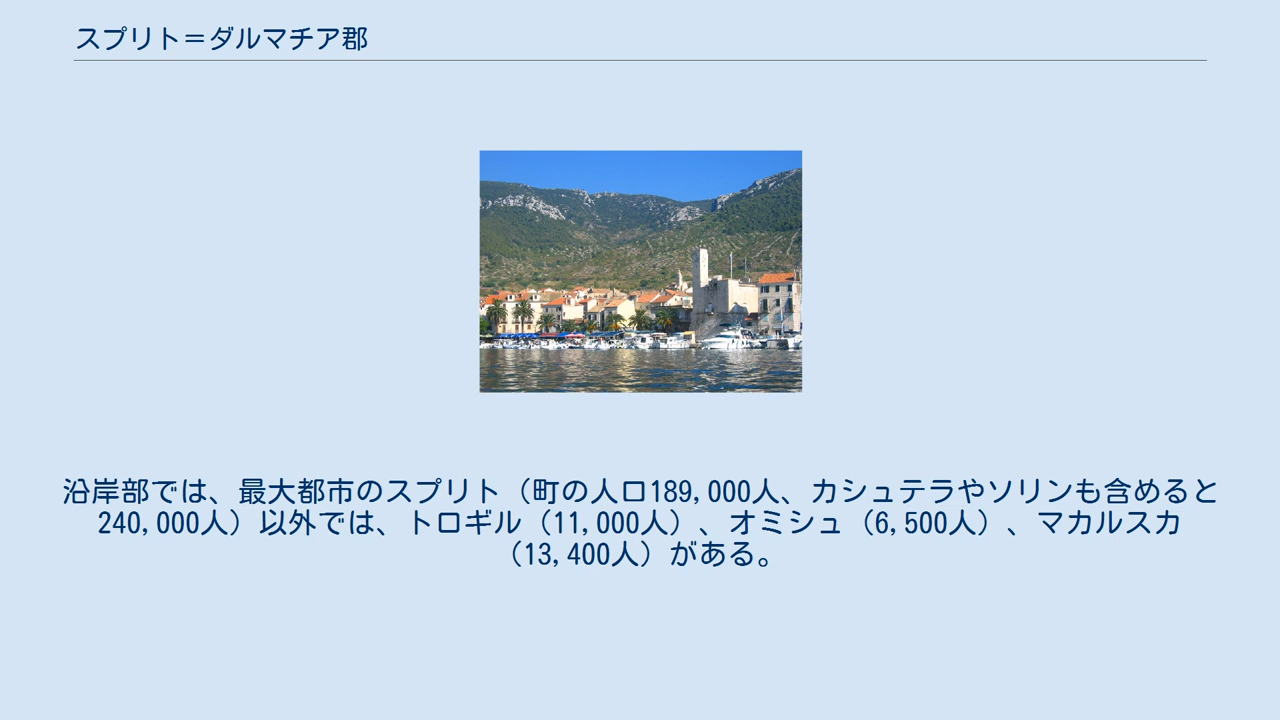 スプリト＝ダルマチア郡
沿岸部では、最大都市のスプリト（町の人口189,000人、カシュテラやソリンも含めると
240,000人）以外では、トロギル（11,000人）、オミシュ（6,500人）、マカルスカ
（13,400人）がある。